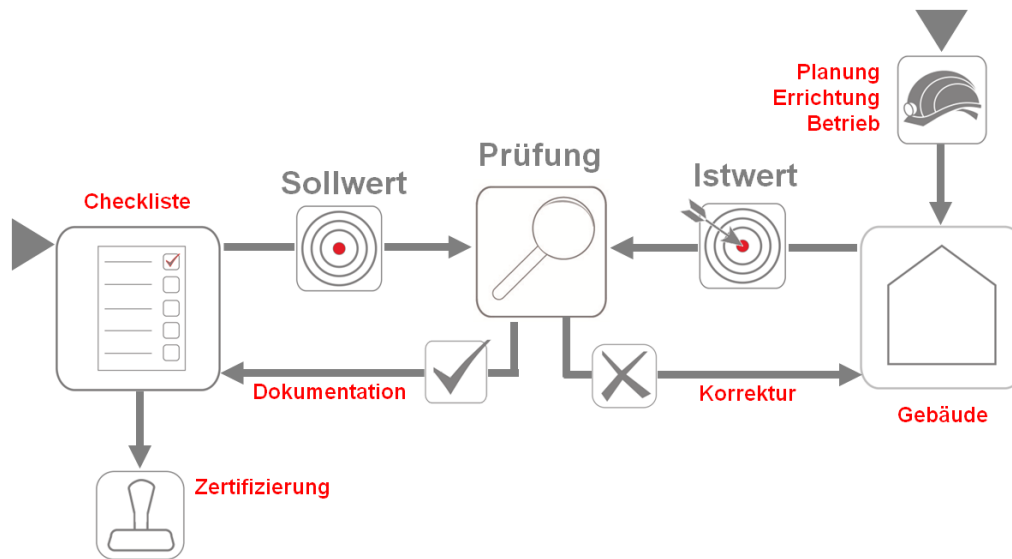 Planung
Errichtung
Betrieb
Prüfung
Sollwert
Istwert
Checkliste
Dokumentation
Korrektur
Gebäude
Zertifizierung